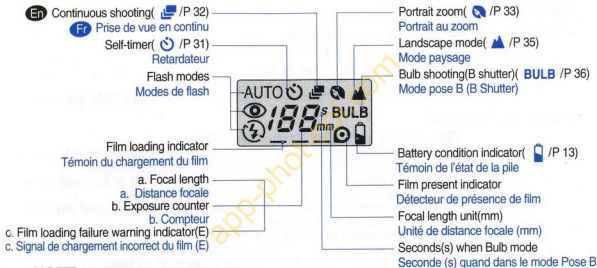 En Continuous shooting( /P 32)
Fr Prise de vue en continu
Self-timer( /P 31)
Retardateur
Flash modes
Modes de flash
Film loading indicator
Témoin du chargement du film
a. Focal length
a. Distance focale
b. Exposure counter
b. Compteur
c. Film loading failure warning indicator(E)
c. Signal de chargement incorrect du film (E)
AUTO
188 s BULB
mm
Portrait zoom( /P 33)
Portrait au zoom
Landscape mode( /P 35)
Mode paysage
Bulb shooting(B shutter)( BULB /P 36)
Mode pose B (B Shutter)
Battery condition indicator( /P 13)
Témoin de l'état de la pile
Film present indicator
Détecteur de présence de film
Focal length unit(mm)
Unité de distance focale (mm)
Seconds(s) when Bulb mode
Seconde (s) quand dans le mode Pose B